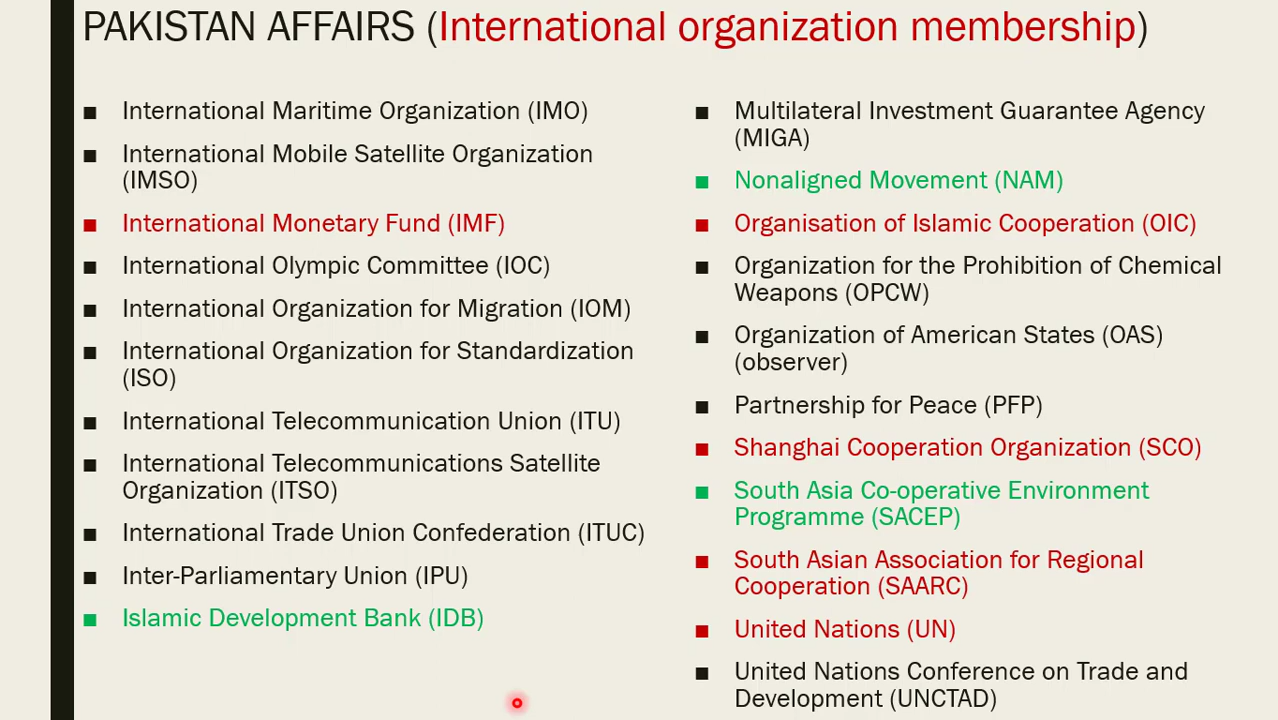 PAKISTAN AFFAIRS (International organization membership)
■ International Maritime Organization (IMO)
■ International Mobile Satellite Organization
(IMSO)
■ International Monetary Fund (IMF)
■ International Olympic Committee (IOC)
■ International Organization for Migration (IOM)
■ International Organization for Standardization
(ISO)
■ International Telecommunication Union (ITU)
■ International Telecommunications Satellite
Organization (ITSO)
■ International Trade Union Confederation (ITUC)
■ Inter-Parliamentary Union (IPU)
■ Islamic Development Bank (IDB)
■ Multilateral Investment Guarantee Agency
(MIGA)
■ Nonaligned Movement (NAM)
■ Organisation of Islamic Cooperation (OIC)
■ Organization for the Prohibition of Chemical
Weapons (OPCW)
■ Organization of American States (OAS)
(observer)
■ Partnership for Peace (PFP)
■ Shanghai Cooperation Organization (SCO)
■ South Asia Co-operative Environment
Programme (SACEP)
■ South Asian Association for Regional
Cooperation (SAARC)
■ United Nations (UN)
■ United Nations Conference on Trade and
Development (UNCTAD)